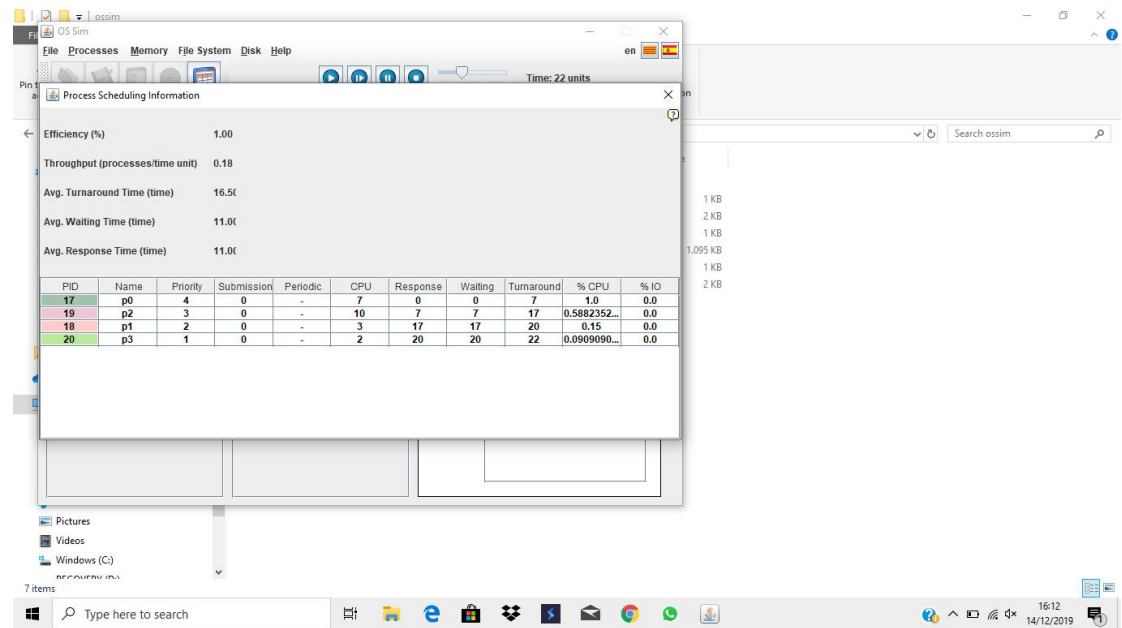 ossim
OS Sim
File Processes Memory File System Disk Help
en
Time: 22 units
Process Scheduling Information
Efficiency (%) 1.00
Throughput (processes/time unit) 0.18
Avg. Turnaround Time (time) 16.50
Avg. Waiting Time (time) 11.00
Avg. Response Time (time) 11.00
PID Name Priority Submission Periodic CPU Response Waiting Turnaround % CPU % IO
17 p0 4 0 - 7 0 0 7 1.0 0.0
19 p2 3 0 - 10 7 7 17 0.5882352... 0.0
18 p1 2 0 - 3 17 17 20 0.15 0.0
20 p3 1 0 - 2 20 20 22 0.0909090... 0.0
Search ossim
1 KB
2 KB
1 KB
1.095 KB
1 KB
2 KB
Pictures
Videos
Windows (C:)
RECOVERY (D:)
7 items
Type here to search
16:12
14/12/2019